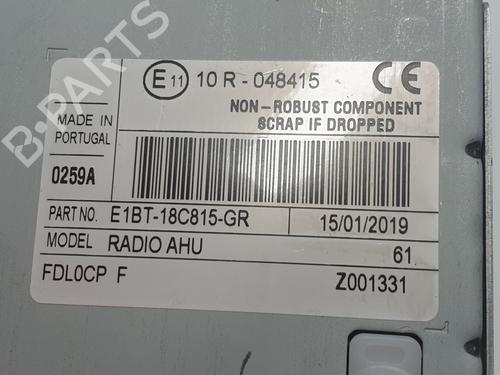 E 11 10 R - 048415 CE
NON-ROBUST COMPONENT
SCRAP IF DROPPED
MADE IN
PORTUGAL
0259A
PART NO. E1BT-18C815-GR 15/01/2019
MODEL RADIO AHU 61
FDL0CP F Z001331
B-PARTS